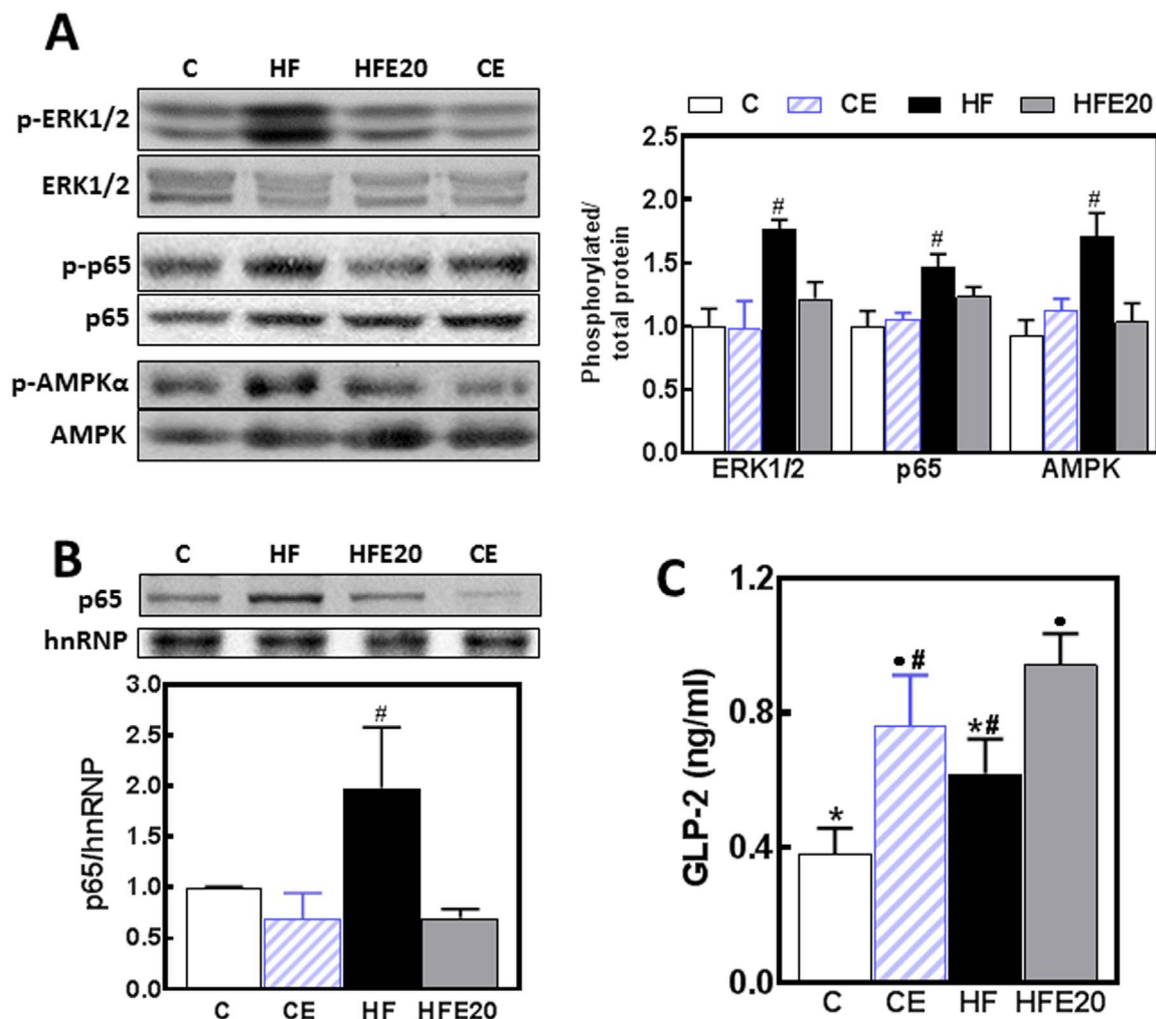 A
C HF HFE20 CE
p-ERK1/2
ERK1/2
p-p65
p65
p-AMPKα
AMPK
C CE HF HFE20
Phosphorylated/
total protein
2.5
2.0
1.5
1.0
0.5
0.0
ERK1/2 p65 AMPK
# # #
B
C HF HFE20 CE
p65
hnRNP
p65/hnRNP
3.0
2.5
2.0
1.5
1.0
0.5
0.0
#
C CE HF HFE20
C
GLP-2 (ng/ml)
1.2
0.8
0.4
0.0
* •# *# •
C CE HF HFE20